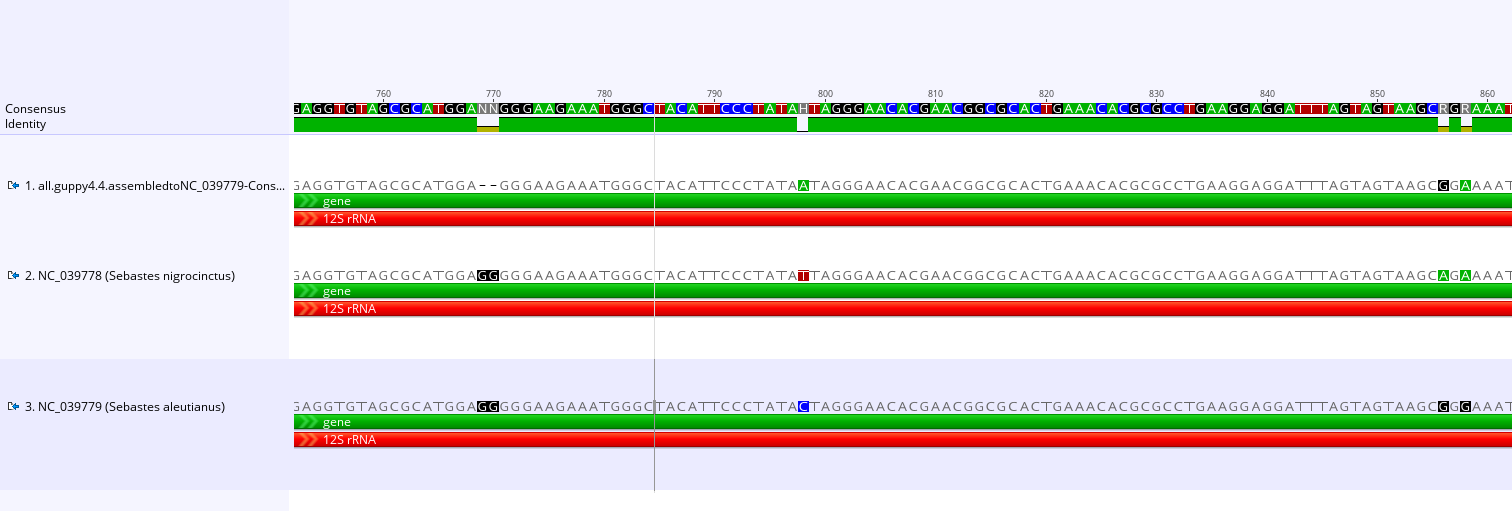 760 770 780 790 800 810 820 830 840 850 860
Consensus GAGGTGTAGCGCATGGANNGGGAAGAAATGGGCTACATTCCCTATAHTAGGGAACACGAACGGCGCACTGAAACACGCGCCTGAAGGAGGATTTAGTAGTAAGCRGRAAAT
Identity
1. all.guppy4.4.assembledtoNC_039779-Cons... GAGGTGTAGCGCATGGA--GGGAAGAAATGGGCTACATTCCCTATAATAGGGAACACGAACGGCGCACTGAAACACGCGCCTGAAGGAGGATTTAGTAGTAAGCGGAAAAT
gene
12S rRNA
2. NC_039778 (Sebastes nigrocinctus) GAGGTGTAGCGCATGGAGGGGGAAGAAATGGGCTACATTCCCTATATTAGGGAACACGAACGGCGCACTGAAACACGCGCCTGAAGGAGGATTTAGTAGTAAGCAGAAAAT
gene
12S rRNA
3. NC_039779 (Sebastes aleutianus) GAGGTGTAGCGCATGGAGGGGGAAGAAATGGGCTACATTCCCTATACTAGGGAACACGAACGGCGCACTGAAACACGCGCCTGAAGGAGGATTTAGTAGTAAGCGGGAAAT
gene
12S rRNA